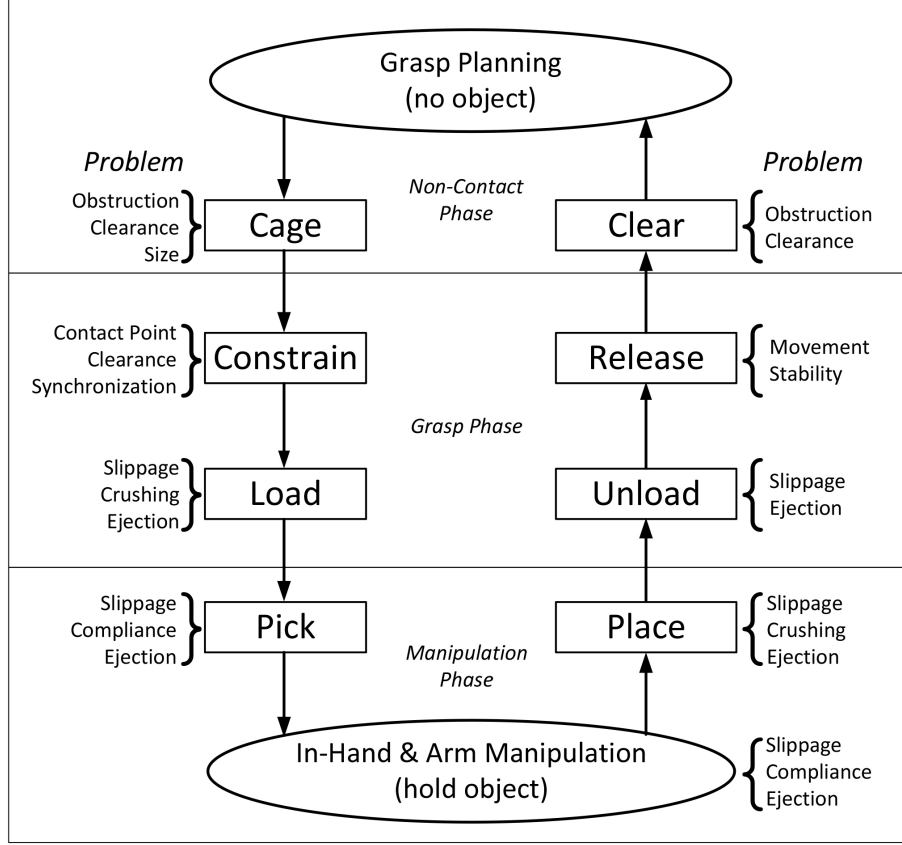 Grasp Planning
(no object)
Problem
Problem
Non-Contact
Phase
Obstruction
Clearance
Size
Cage
Clear
Obstruction
Clearance
Contact Point
Clearance
Synchronization
Constrain
Release
Movement
Stability
Grasp Phase
Slippage
Crushing
Ejection
Load
Unload
Slippage
Ejection
Slippage
Compliance
Ejection
Pick
Place
Slippage
Crushing
Ejection
Manipulation
Phase
In-Hand & Arm Manipulation
(hold object)
Slippage
Compliance
Ejection